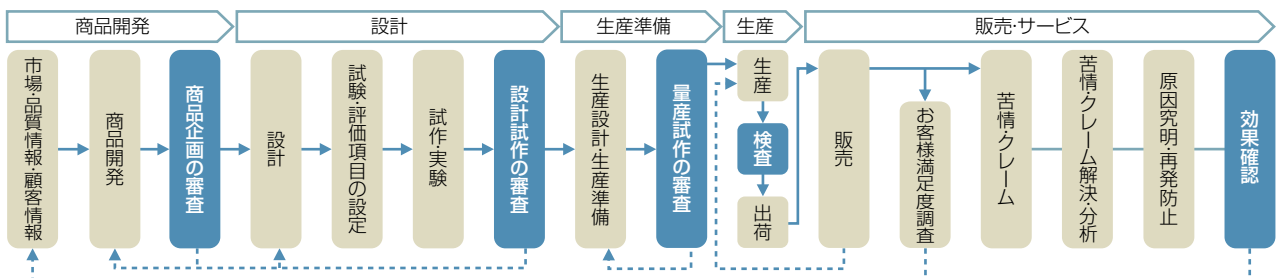 商品開発
設計
生産準備
生産
販売・サービス
市場・品質情報・顧客情報
商品開発
商品企画の審査
設計
試験・評価項目の設定
試作・実験
設計試作の審査
生産設計・生産準備
量産試作の審査
生産
検査
出荷
販売
お客様満足度調査
苦情・クレーム
苦情・クレーム解決・分析
原因究明・再発防止
効果確認